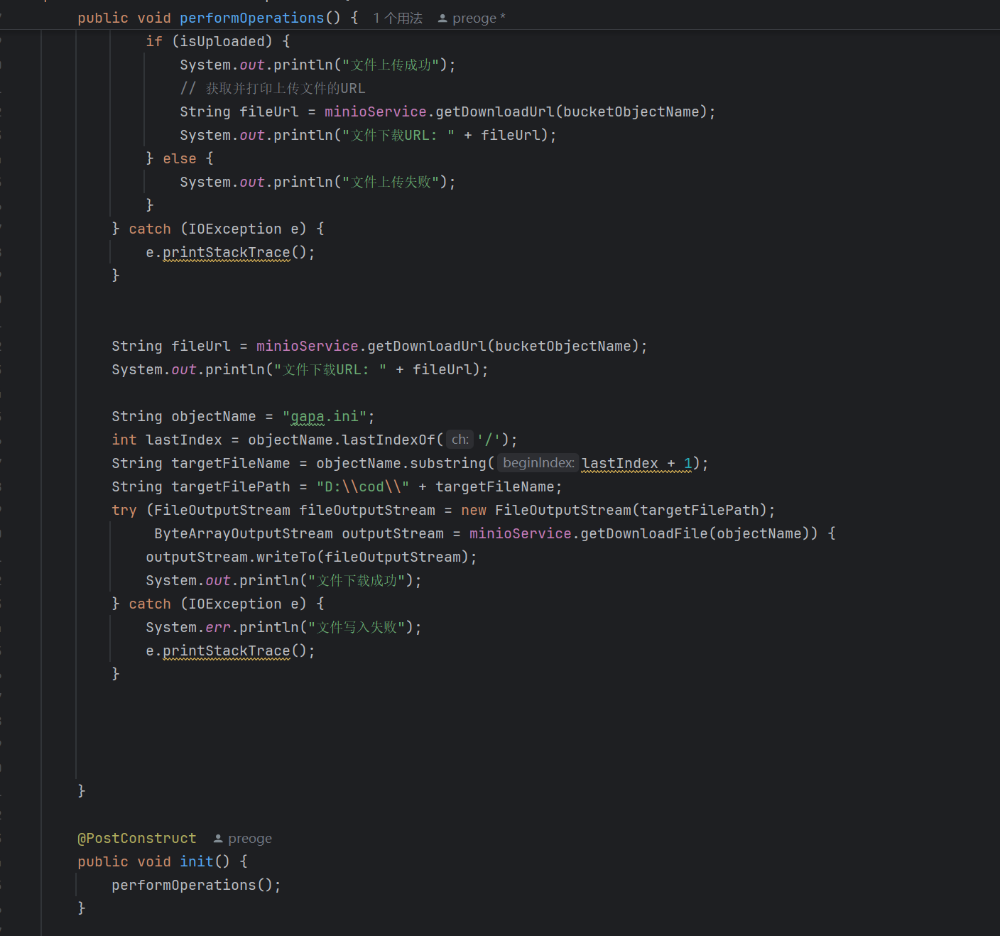 public void performOperations() { 1 个用法 preoge *
if (isUploaded) {
System.out.println("文件上传成功");
// 获取并打印上传文件的URL
String fileUrl = minioService.getDownloadUrl(bucketObjectName);
System.out.println("文件下载URL: " + fileUrl);
} else {
System.out.println("文件上传失败");
}
} catch (IOException e) {
e.printStackTrace();
}
String fileUrl = minioService.getDownloadUrl(bucketObjectName);
System.out.println("文件下载URL: " + fileUrl);
String objectName = "gapa.ini";
int lastIndex = objectName.lastIndexOf( ch: '/');
String targetFileName = objectName.substring( beginIndex: lastIndex + 1);
String targetFilePath = "D:\\cod\\" + targetFileName;
try (FileOutputStream fileOutputStream = new FileOutputStream(targetFilePath);
ByteArrayOutputStream outputStream = minioService.getDownloadFile(objectName)) {
outputStream.writeTo(fileOutputStream);
System.out.println("文件下载成功");
} catch (IOException e) {
System.err.println("文件写入失败");
e.printStackTrace();
}
}
@PostConstruct preoge
public void init() {
performOperations();
}